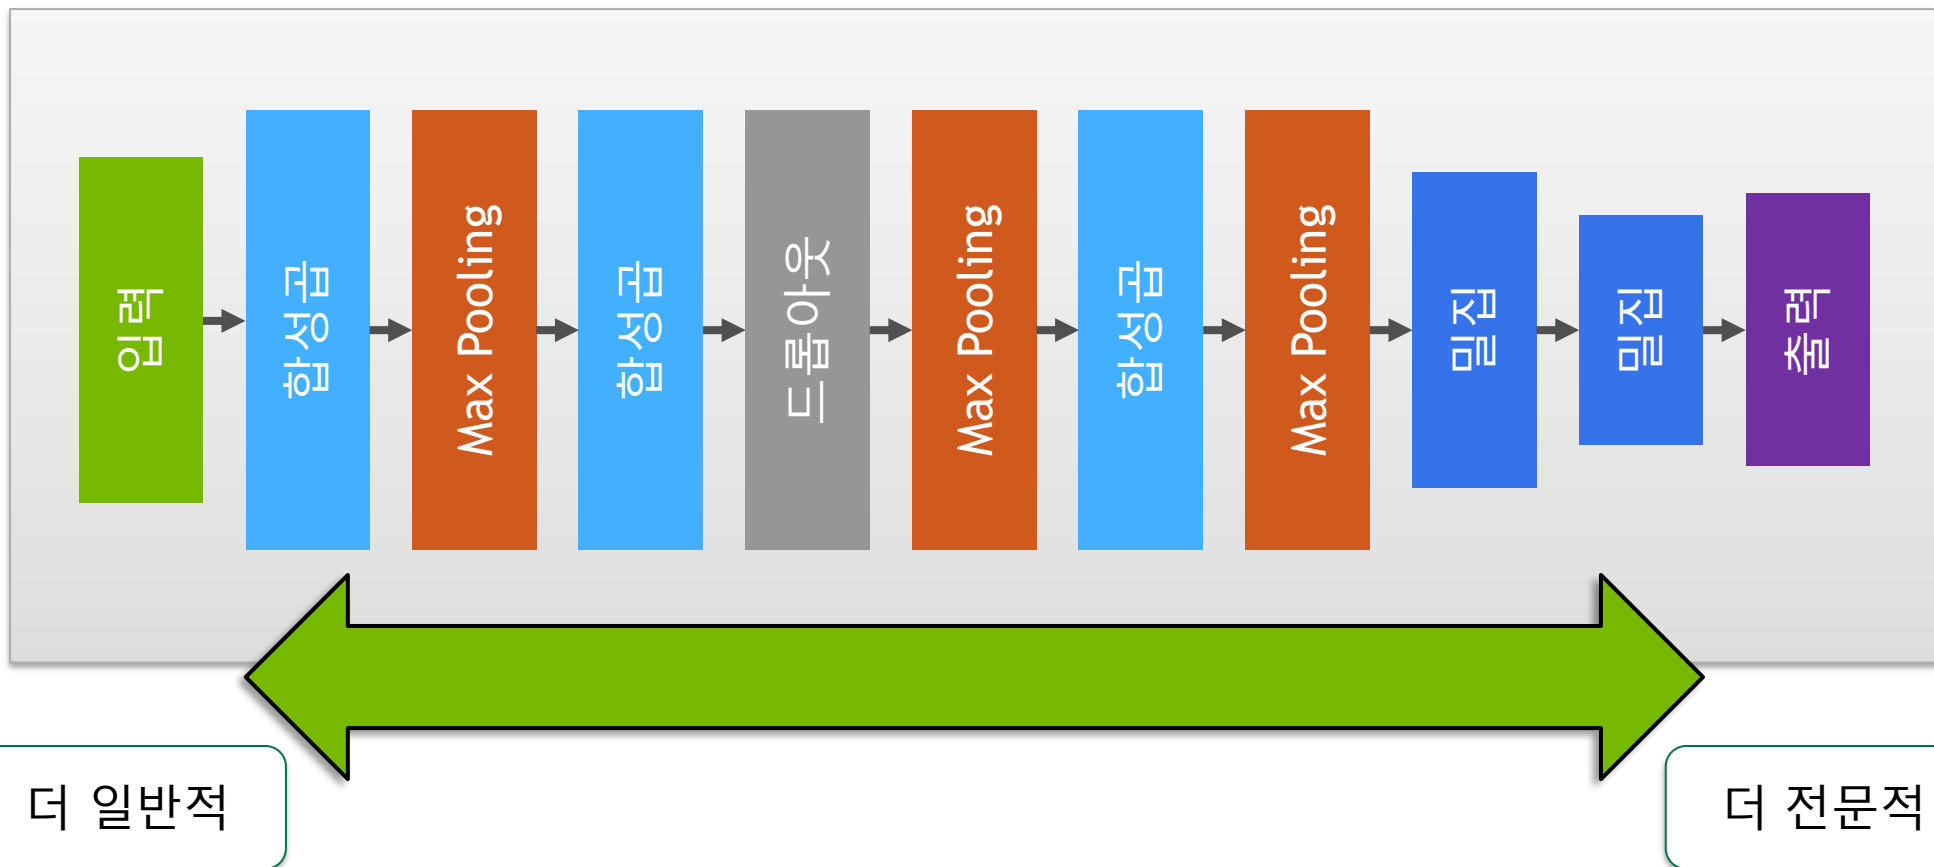 입력
합성곱
Max Pooling
합성곱
드롭아웃
Max Pooling
합성곱
Max Pooling
밀집
밀집
출력
더 일반적
더 전문적